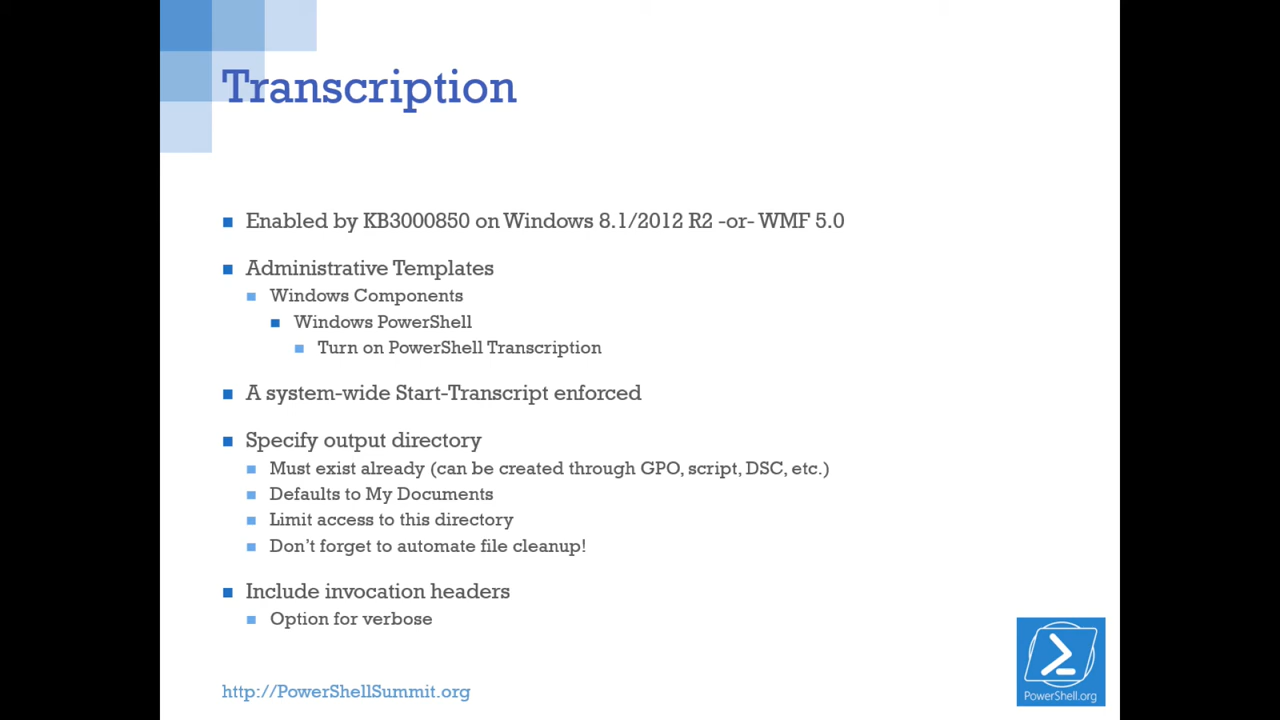 Transcription
Enabled by KB3000850 on Windows 8.1/2012 R2 -or- WMF 5.0
Administrative Templates
Windows Components
Windows PowerShell
Turn on PowerShell Transcription
A system-wide Start-Transcript enforced
Specify output directory
Must exist already (can be created through GPO, script, DSC, etc.)
Defaults to My Documents
Limit access to this directory
Don't forget to automate file cleanup!
Include invocation headers
Option for verbose
http://PowerShellSummit.org
PowerShell.org